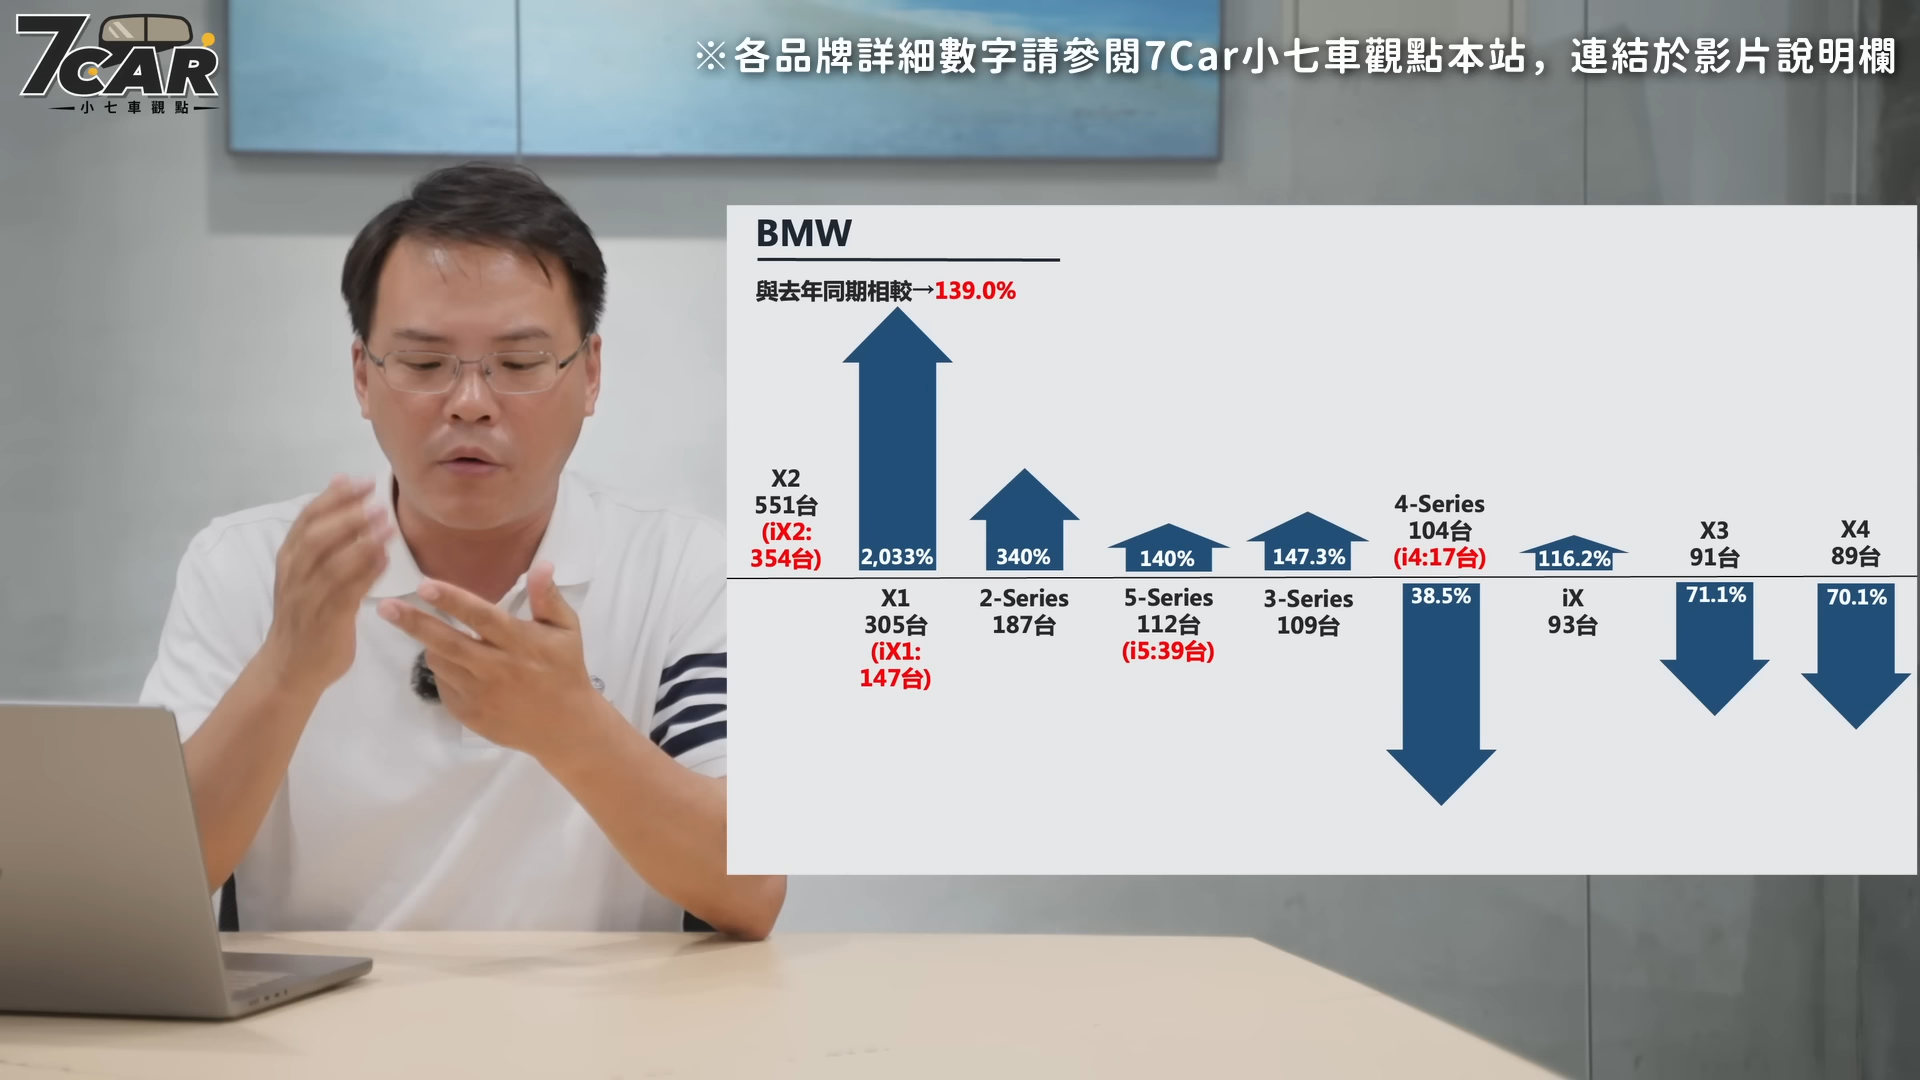 7CAR
小七車觀點
※各品牌詳細數字請參閱7Car小七車觀點本站，連結於影片說明欄
BMW
與去年同期相較→139.0%
X2
551台
(iX2:
354台)
2,033%
X1
305台
(iX1:
147台)
340%
2-Series
187台
140%
5-Series
112台
(i5:39台)
147.3%
3-Series
109台
4-Series
104台
(i4:17台)
38.5%
116.2%
iX
93台
X3
91台
71.1%
X4
89台
70.1%